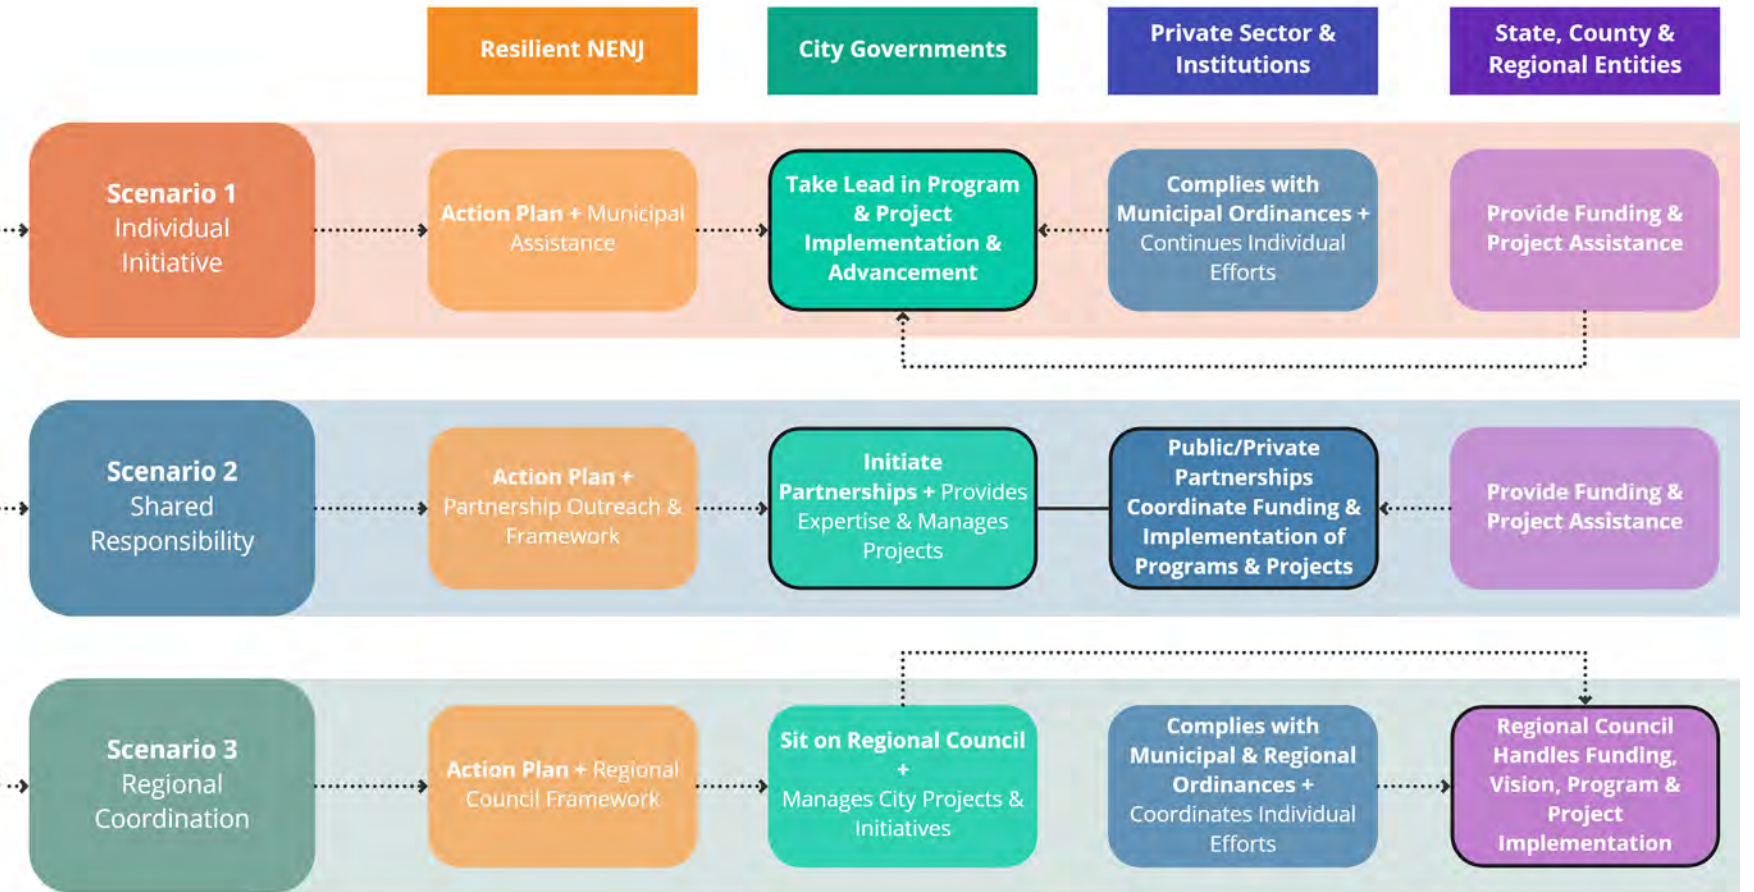 Resilient NENJ
City Governments
Private Sector &
Institutions
State, County &
Regional Entities
Scenario 1
Individual
Initiative
Action Plan + Municipal
Assistance
Take Lead in Program
& Project
Implementation &
Advancement
Complies with
Municipal Ordinances +
Continues Individual
Efforts
Provide Funding &
Project Assistance
Scenario 2
Shared
Responsibility
Action Plan +
Partnership Outreach &
Framework
Initiate
Partnerships + Provides
Expertise & Manages
Projects
Public/Private
Partnerships
Coordinate Funding &
Implementation of
Programs & Projects
Provide Funding &
Project Assistance
Scenario 3
Regional
Coordination
Action Plan + Regional
Council Framework
Sit on Regional Council
+
Manages City Projects &
Initiatives
Complies with
Municipal & Regional
Ordinances +
Coordinates Individual
Efforts
Regional Council
Handles Funding,
Vision, Program &
Project
Implementation